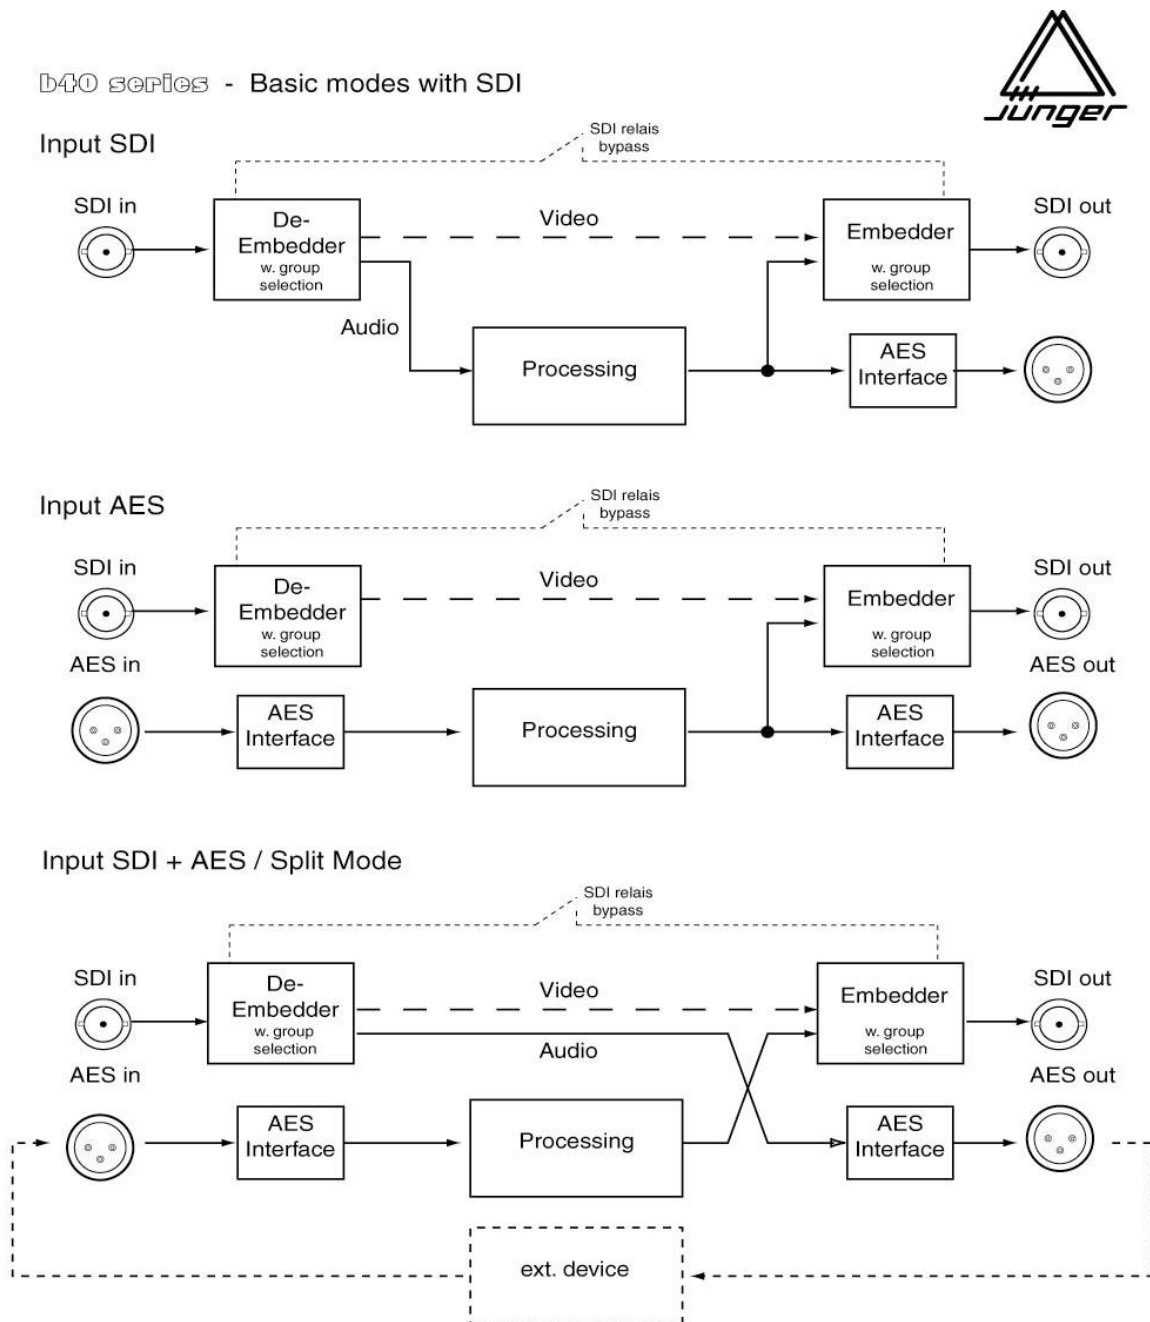 junger
b40 series - Basic modes with SDI
Input SDI
SDI relais
bypass
SDI in
De-
Embedder
w. group
selection
Video
Embedder
w. group
selection
SDI out
Audio
Processing
AES
Interface
Input AES
SDI relais
bypass
SDI in
De-
Embedder
w. group
selection
Video
Embedder
w. group
selection
SDI out
AES in
AES out
AES
Interface
Processing
AES
Interface
Input SDI + AES / Split Mode
SDI relais
bypass
SDI in
De-
Embedder
w. group
selection
Video
Audio
Embedder
w. group
selection
SDI out
AES in
AES out
AES
Interface
Processing
AES
Interface
ext. device